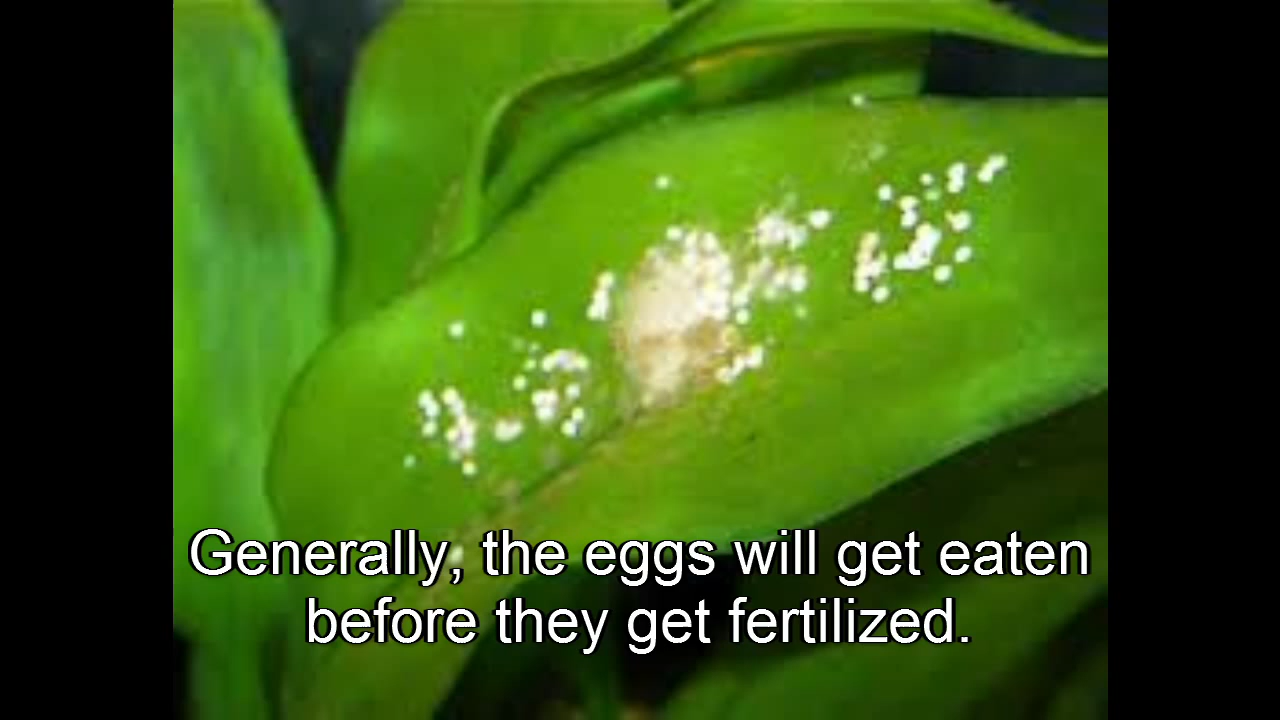 Generally, the eggs will get eaten
before they get fertilized.